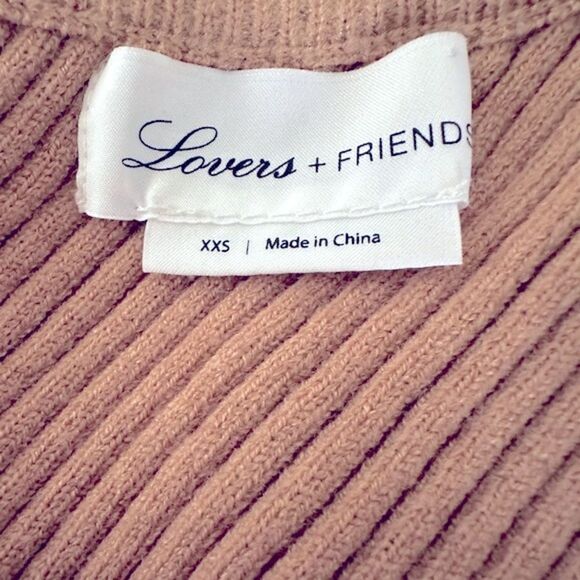 Lovers + FRIENDS
XXS | Made in China